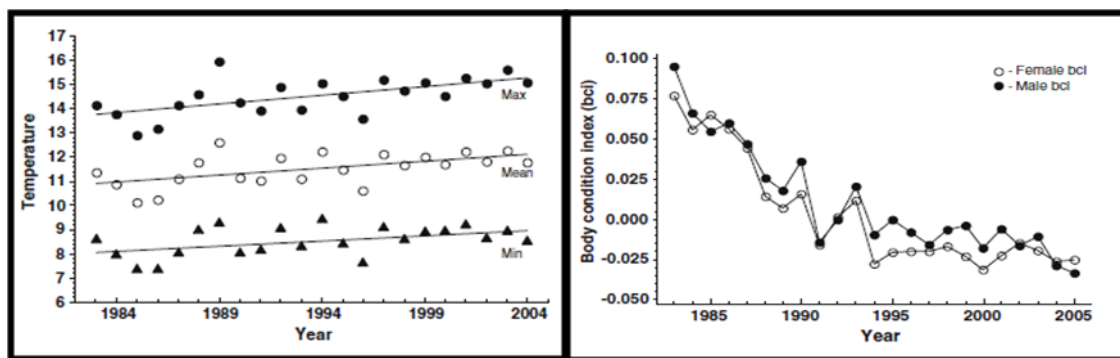 17
16
15
14
13
12
11
10
9
8
7
6
Temperature
Max
Mean
Min
1984 1989 1994 1999 2004
Year
0.100
0.075
0.050
0.025
0.000
-0.025
-0.050
Body condition index (bci)
- Female bcl
- Male bcl
1985 1990 1995 2000 2005
Year